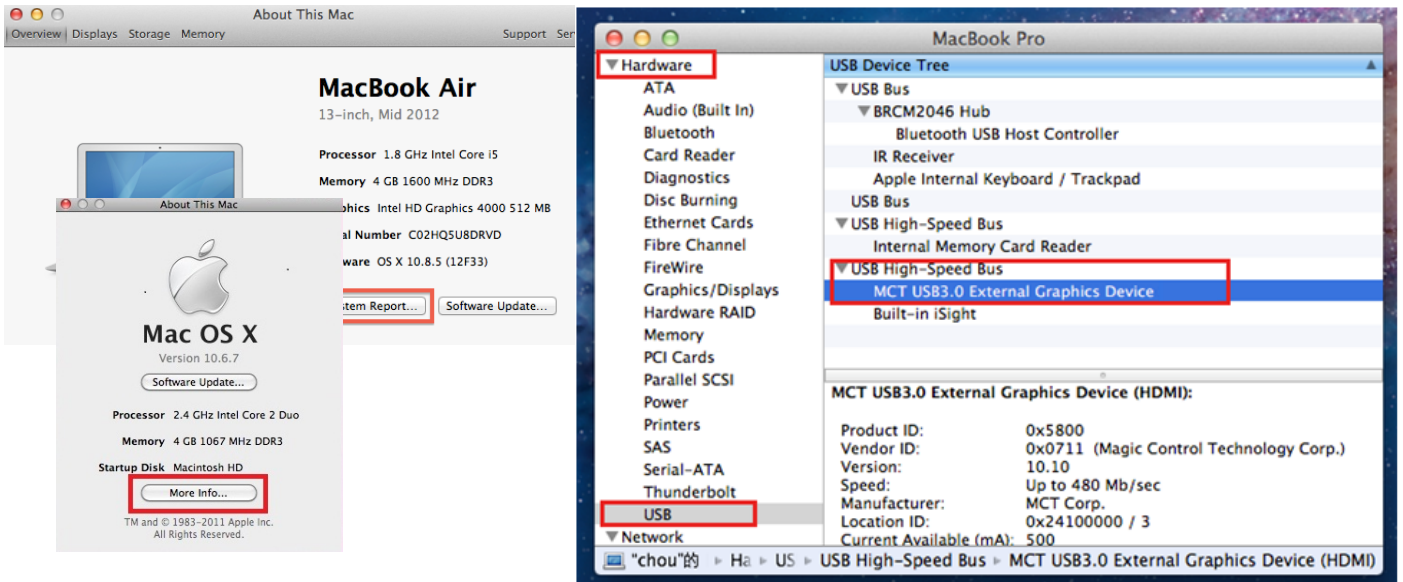 About This Mac
Overview Displays Storage Memory Support
MacBook Air
13-inch, Mid 2012
Processor 1.8 GHz Intel Core i5
Memory 4 GB 1600 MHz DDR3
Intel HD Graphics 4000 512 MB
Number C02HQ5U8DRVD
OS X 10.8.5 (12F33)
Report... Software Update...
About This Mac
Mac OS X
Version 10.6.7
Software Update...
Processor 2.4 GHz Intel Core 2 Duo
Memory 4 GB 1067 MHz DDR3
Startup Disk Macintosh HD
More Info...
TM and © 1983-2011 Apple Inc.
All Rights Reserved.
MacBook Pro
Hardware
ATA
Audio (Built In)
Bluetooth
Card Reader
Diagnostics
Disc Burning
Ethernet Cards
Fibre Channel
FireWire
Graphics/Displays
Hardware RAID
Memory
PCI Cards
Parallel SCSI
Power
Printers
SAS
Serial-ATA
Thunderbolt
USB
Network
USB Device Tree
USB Bus
BRCM2046 Hub
Bluetooth USB Host Controller
IR Receiver
Apple Internal Keyboard / Trackpad
USB Bus
USB High-Speed Bus
Internal Memory Card Reader
USB High-Speed Bus
MCT USB3.0 External Graphics Device
Built-in iSight
MCT USB3.0 External Graphics Device (HDMI):
Product ID: 0x5800
Vendor ID: 0x0711 (Magic Control Technology Corp.)
Version: 10.10
Speed: Up to 480 Mb/sec
Manufacturer: MCT Corp.
Location ID: 0x24100000 / 3
Current Available (mA): 500
"chou"的 Ha US USB High-Speed Bus MCT USB3.0 External Graphics Device (HDMI)